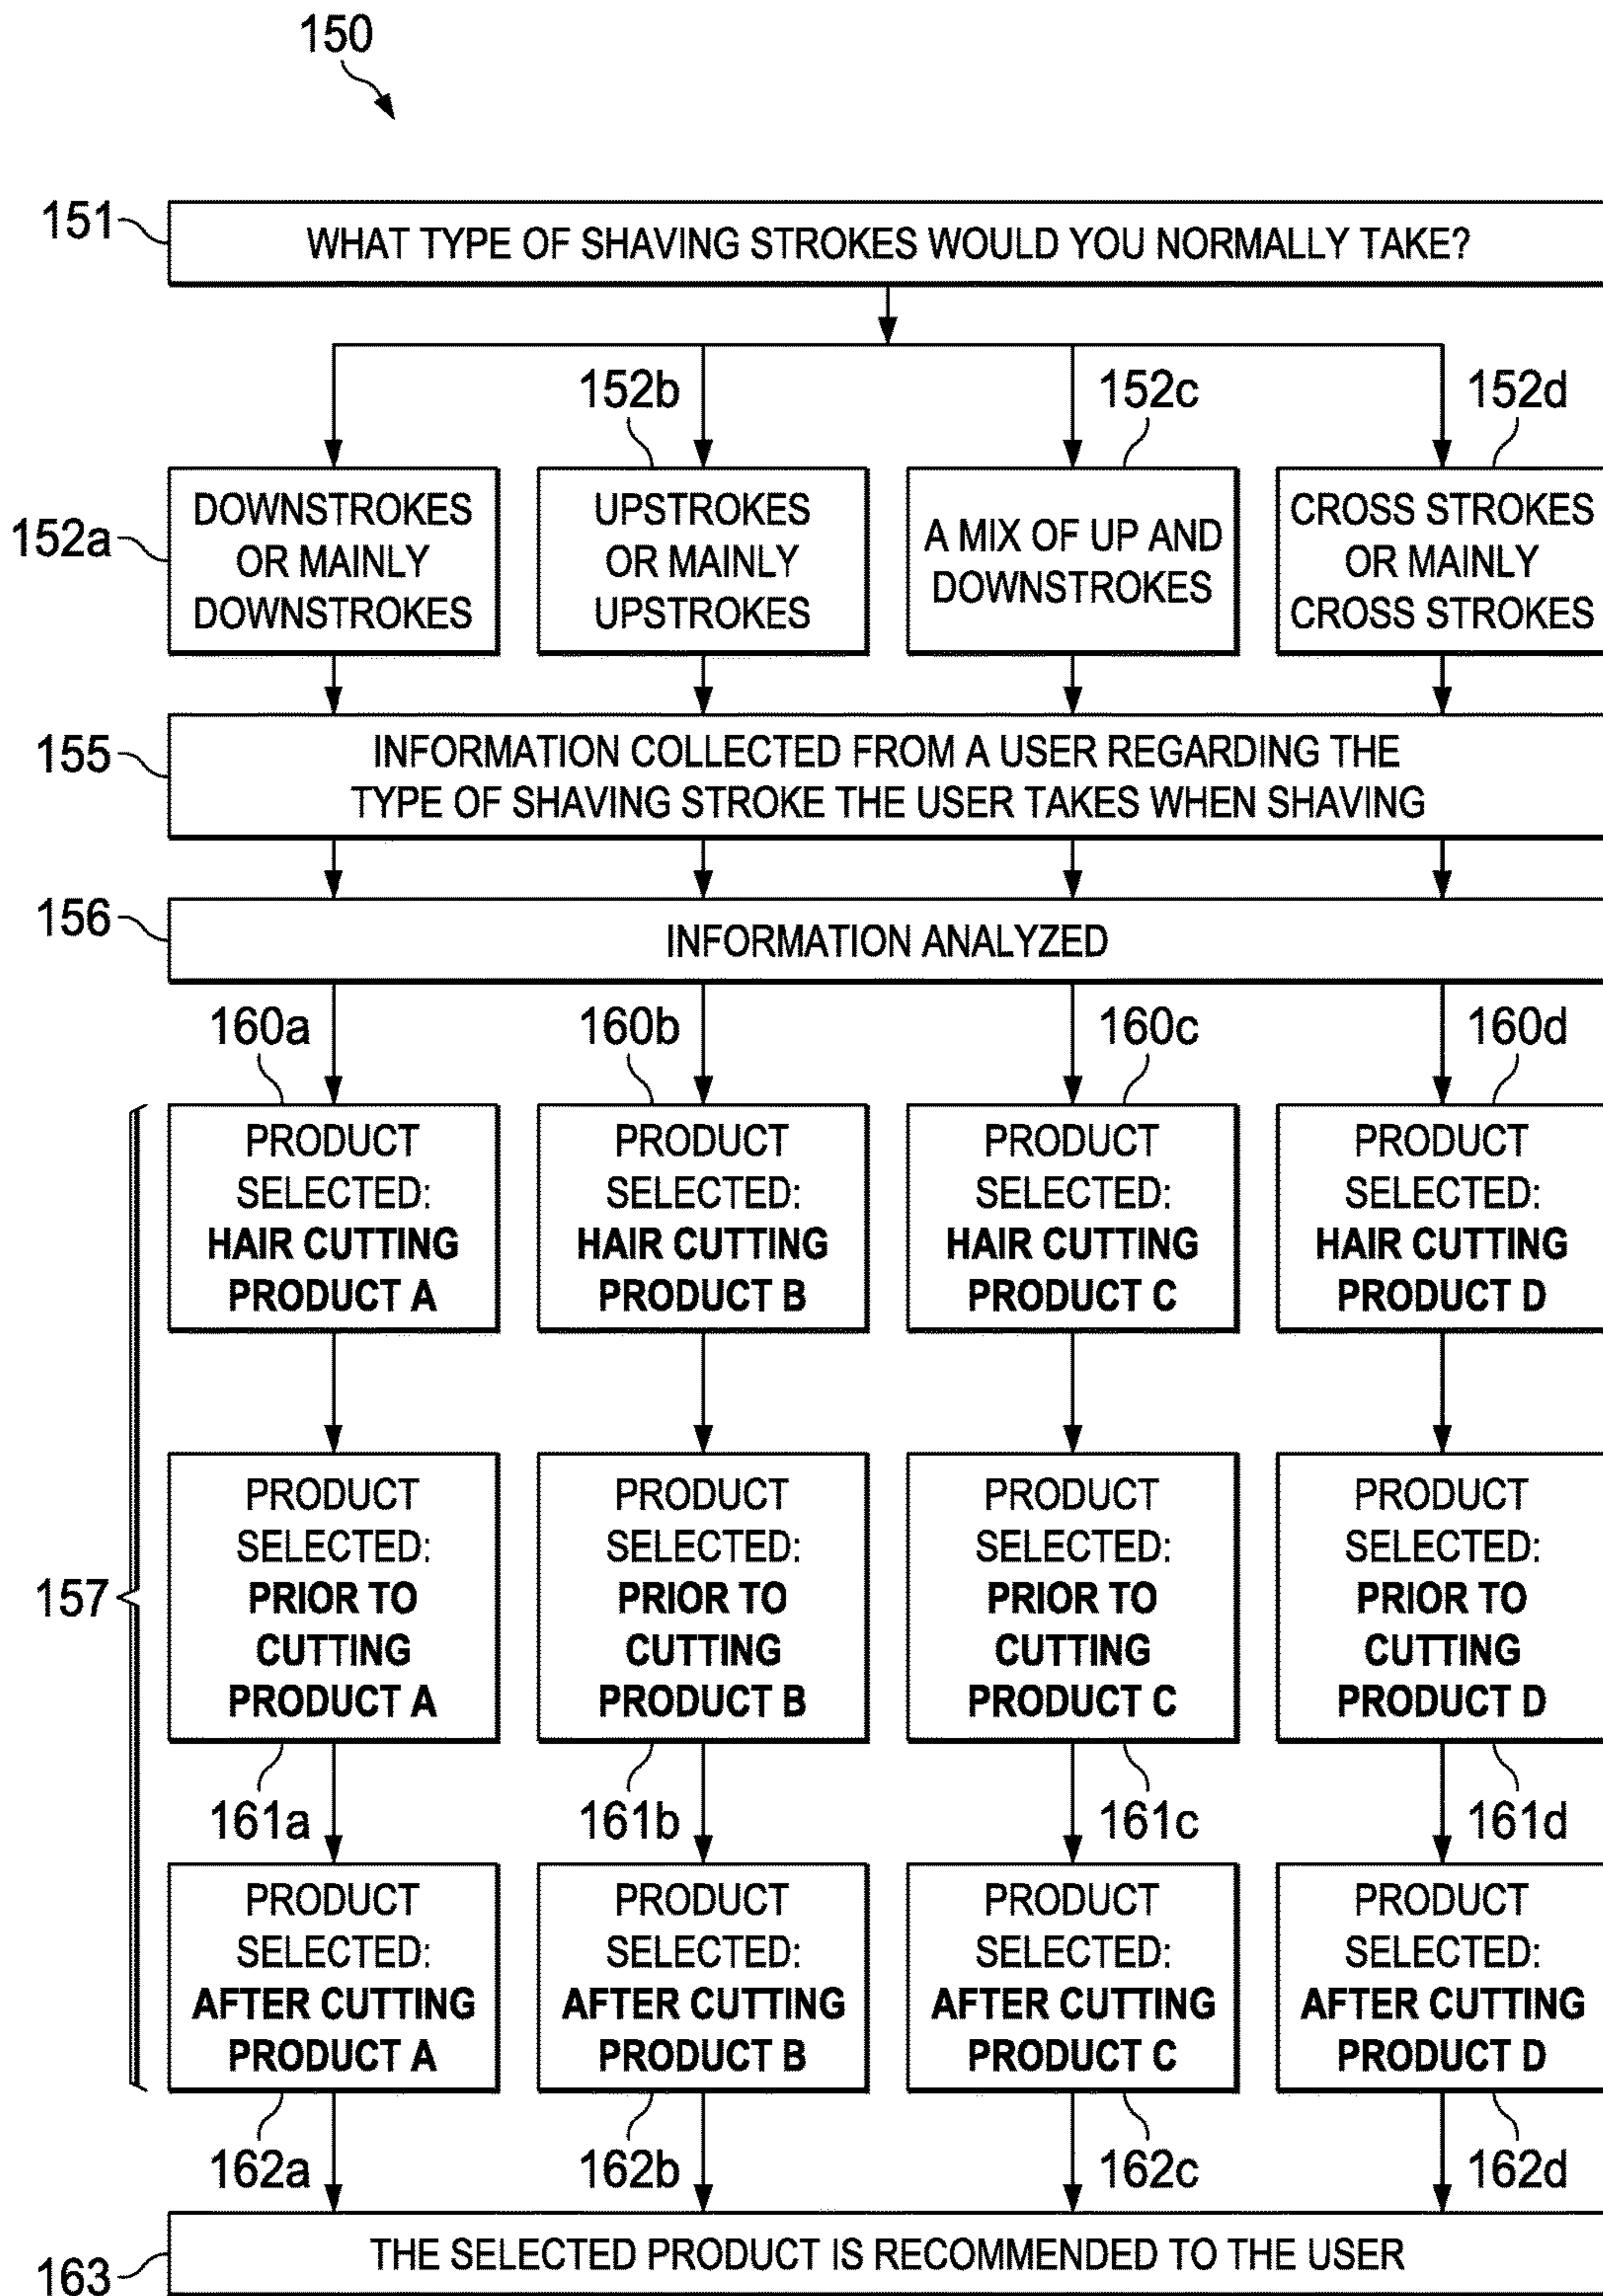 150
151
WHAT TYPE OF SHAVING STROKES WOULD YOU NORMALLY TAKE?
152b
152c
152d
152a
DOWNSTROKES
OR MAINLY
DOWNSTROKES
UPSTROKES
OR MAINLY
UPSTROKES
A MIX OF UP AND
DOWNSTROKES
CROSS STROKES
OR MAINLY
CROSS STROKES
155
INFORMATION COLLECTED FROM A USER REGARDING THE
TYPE OF SHAVING STROKE THE USER TAKES WHEN SHAVING
156
INFORMATION ANALYZED
160a
160b
160c
160d
157
PRODUCT
SELECTED:
HAIR CUTTING
PRODUCT A
PRODUCT
SELECTED:
HAIR CUTTING
PRODUCT B
PRODUCT
SELECTED:
HAIR CUTTING
PRODUCT C
PRODUCT
SELECTED:
HAIR CUTTING
PRODUCT D
PRODUCT
SELECTED:
PRIOR TO
CUTTING
PRODUCT A
PRODUCT
SELECTED:
PRIOR TO
CUTTING
PRODUCT B
PRODUCT
SELECTED:
PRIOR TO
CUTTING
PRODUCT C
PRODUCT
SELECTED:
PRIOR TO
CUTTING
PRODUCT D
161a
161b
161c
161d
PRODUCT
SELECTED:
AFTER CUTTING
PRODUCT A
PRODUCT
SELECTED:
AFTER CUTTING
PRODUCT B
PRODUCT
SELECTED:
AFTER CUTTING
PRODUCT C
PRODUCT
SELECTED:
AFTER CUTTING
PRODUCT D
162a
162b
162c
162d
163
THE SELECTED PRODUCT IS RECOMMENDED TO THE USER